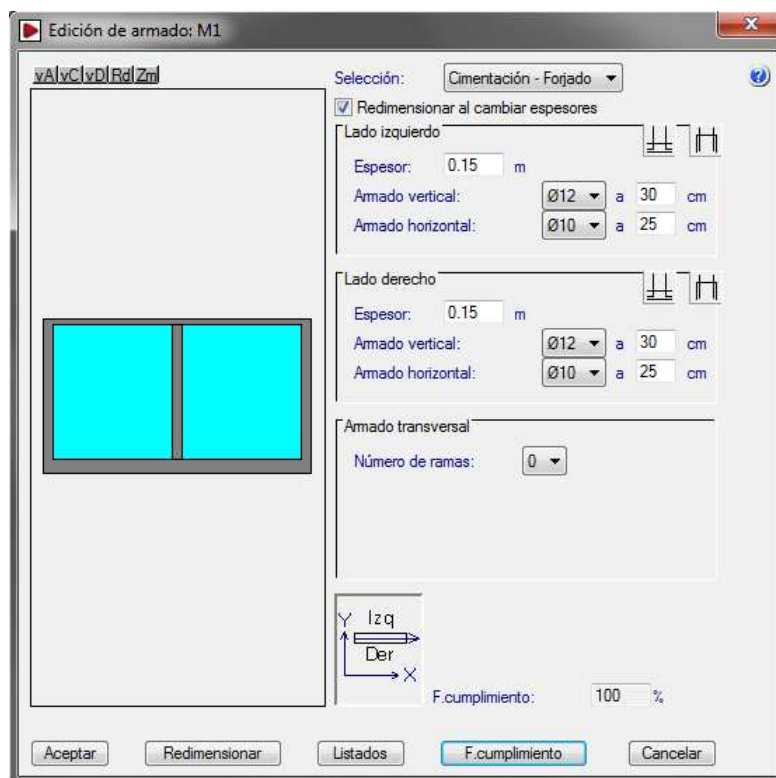 Edición de armado: M1
vA vC vD Rd Zm
Selección: Cimentación - Forjado
Redimensionar al cambiar espesores
Lado izquierdo
Espesor: 0.15 m
Armado vertical: Ø12 a 30 cm
Armado horizontal: Ø10 a 25 cm
Lado derecho
Espesor: 0.15 m
Armado vertical: Ø12 a 30 cm
Armado horizontal: Ø10 a 25 cm
Armado transversal
Número de ramas: 0
Y Izq
Der
X
F.cumplimiento: 100 %
Aceptar Redimensionar Listados F.cumplimiento Cancelar